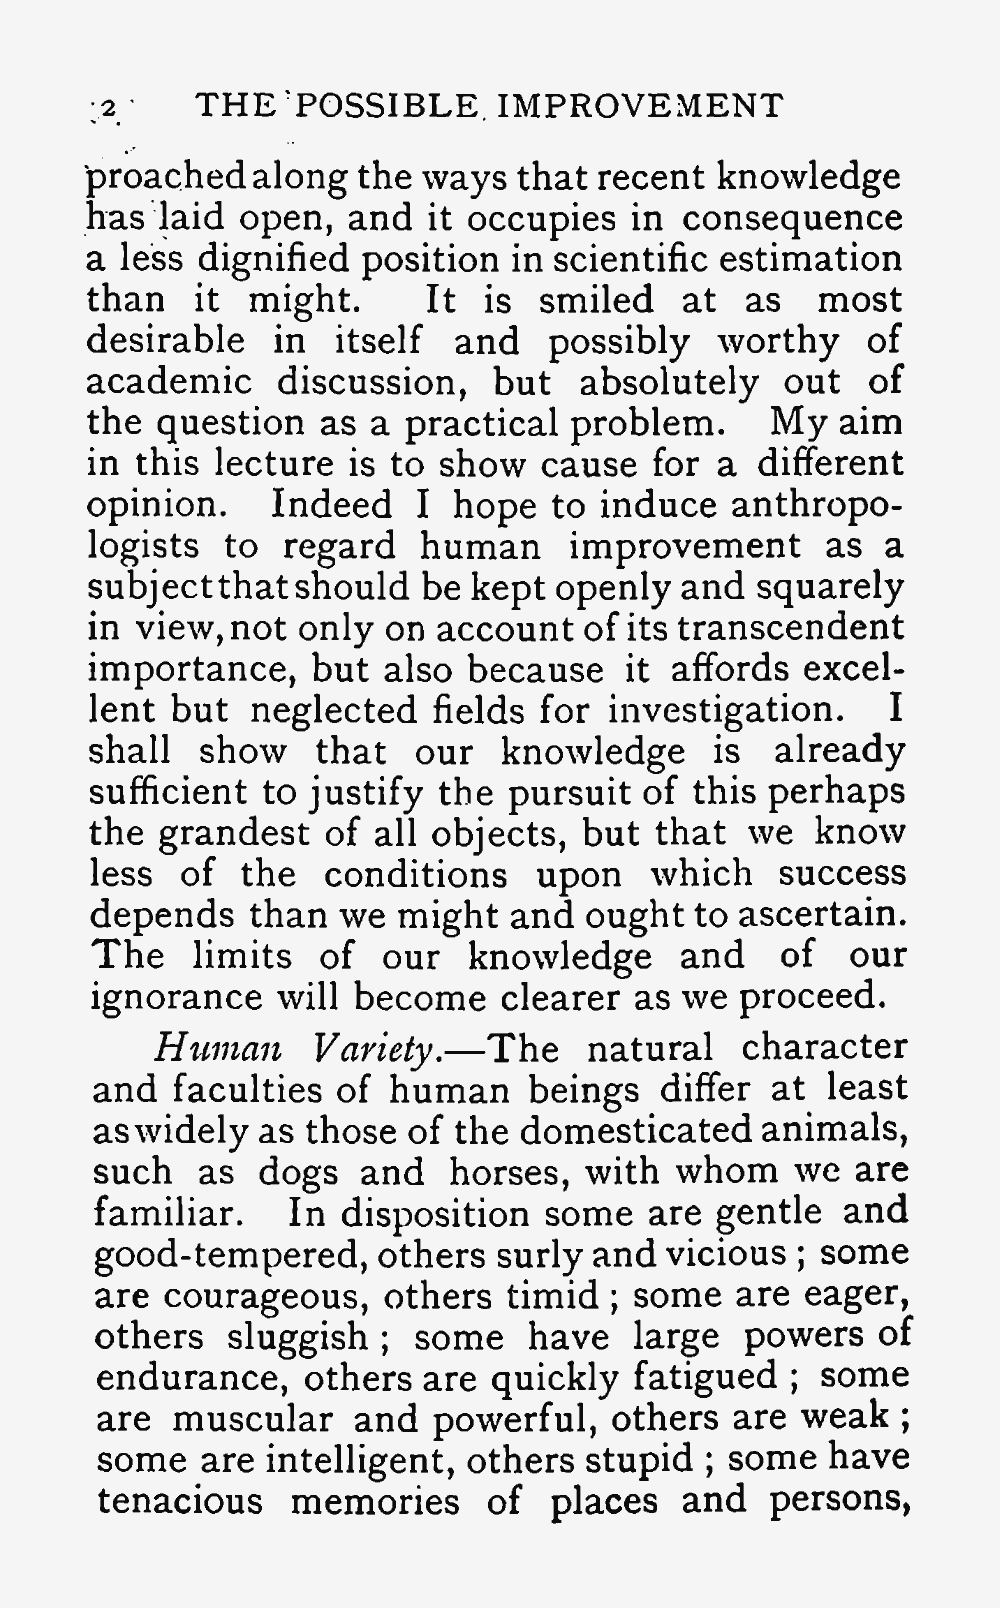 2 THE POSSIBLE IMPROVEMENT
proached along the ways that recent knowledge
has laid open, and it occupies in consequence
a less dignified position in scientific estimation
than it might. It is smiled at as most
desirable in itself and possibly worthy of
academic discussion, but absolutely out of
the question as a practical problem. My aim
in this lecture is to show cause for a different
opinion. Indeed I hope to induce anthropo-
logists to regard human improvement as a
subject that should be kept openly and squarely
in view, not only on account of its transcendent
importance, but also because it affords excel-
lent but neglected fields for investigation. I
shall show that our knowledge is already
sufficient to justify the pursuit of this perhaps
the grandest of all objects, but that we know
less of the conditions upon which success
depends than we might and ought to ascertain.
The limits of our knowledge and of our
ignorance will become clearer as we proceed.
Human Variety.—The natural character
and faculties of human beings differ at least
as widely as those of the domesticated animals,
such as dogs and horses, with whom we are
familiar. In disposition some are gentle and
good-tempered, others surly and vicious ; some
are courageous, others timid ; some are eager,
others sluggish ; some have large powers of
endurance, others are quickly fatigued ; some
are muscular and powerful, others are weak ;
some are intelligent, others stupid ; some have
tenacious memories of places and persons,